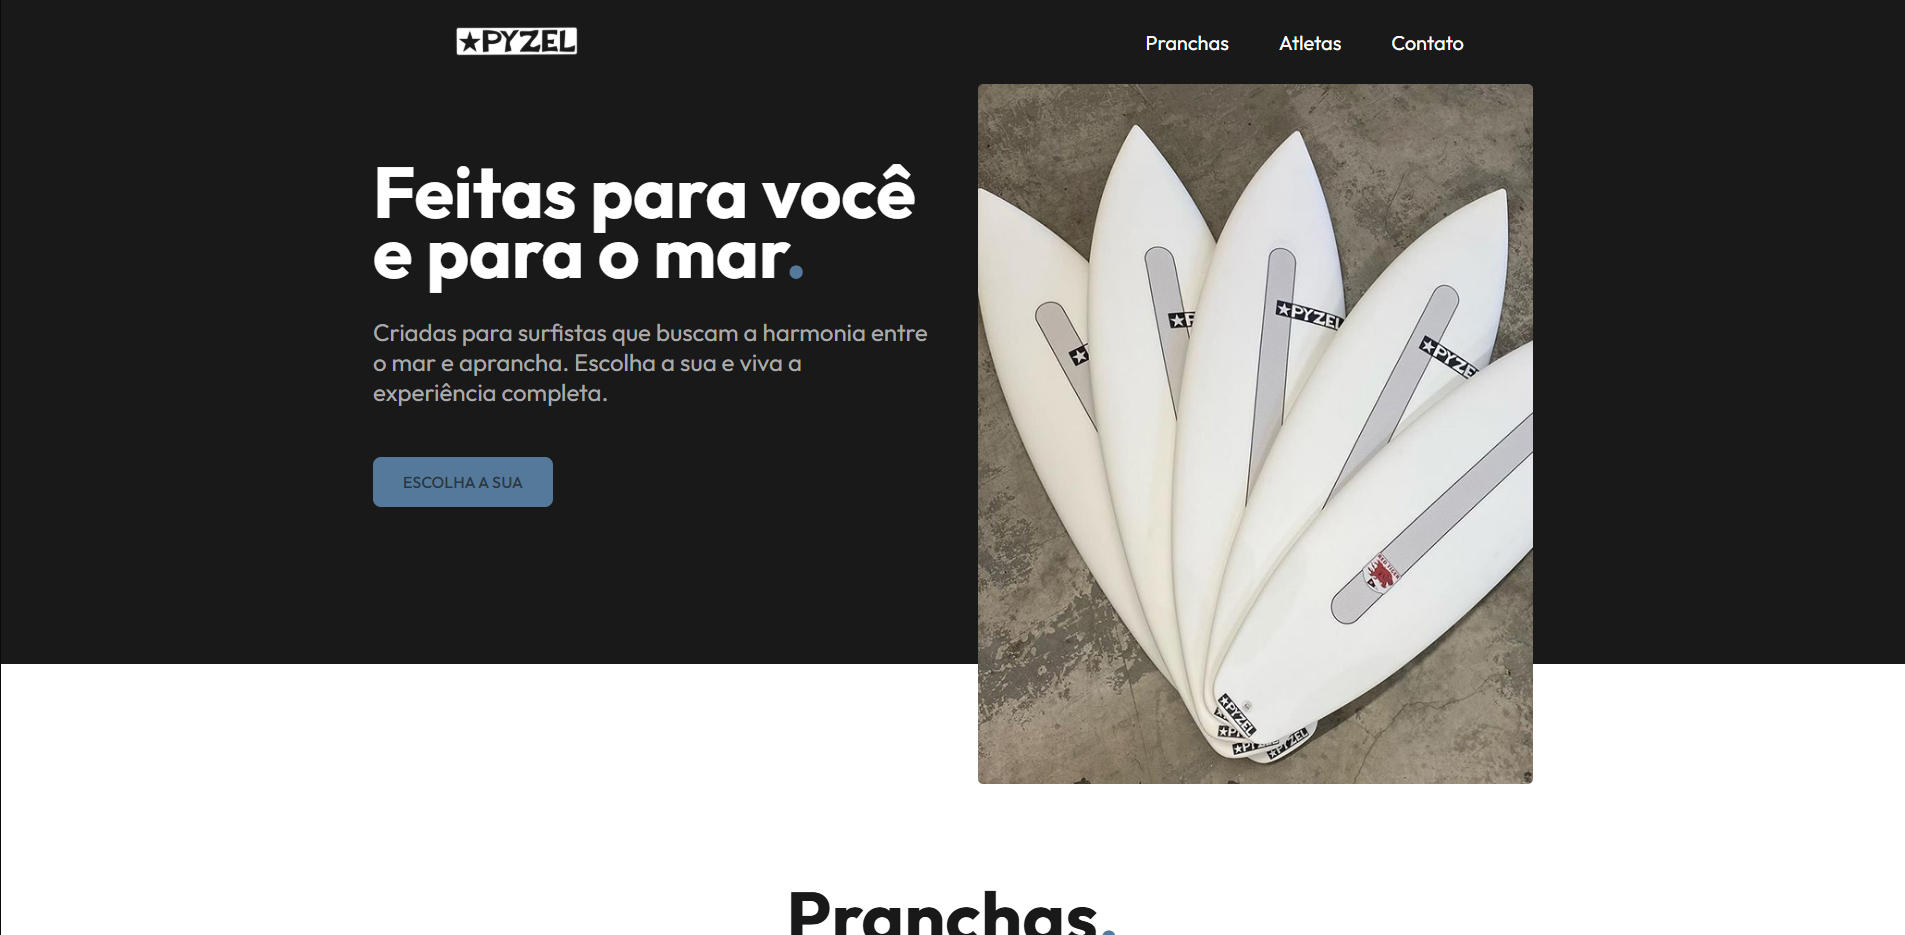 ★PYZEL
Pranchas
Atletas
Contato
Feitas para você
e para o mar.
Criadas para surfistas que buscam a harmonia entre
o mar e aprancha. Escolha a sua e viva a
experiência completa.
ESCOLHA A SUA
★PYZEL
★PYZE
★PYZEL
★PYZEL
Pranchas.